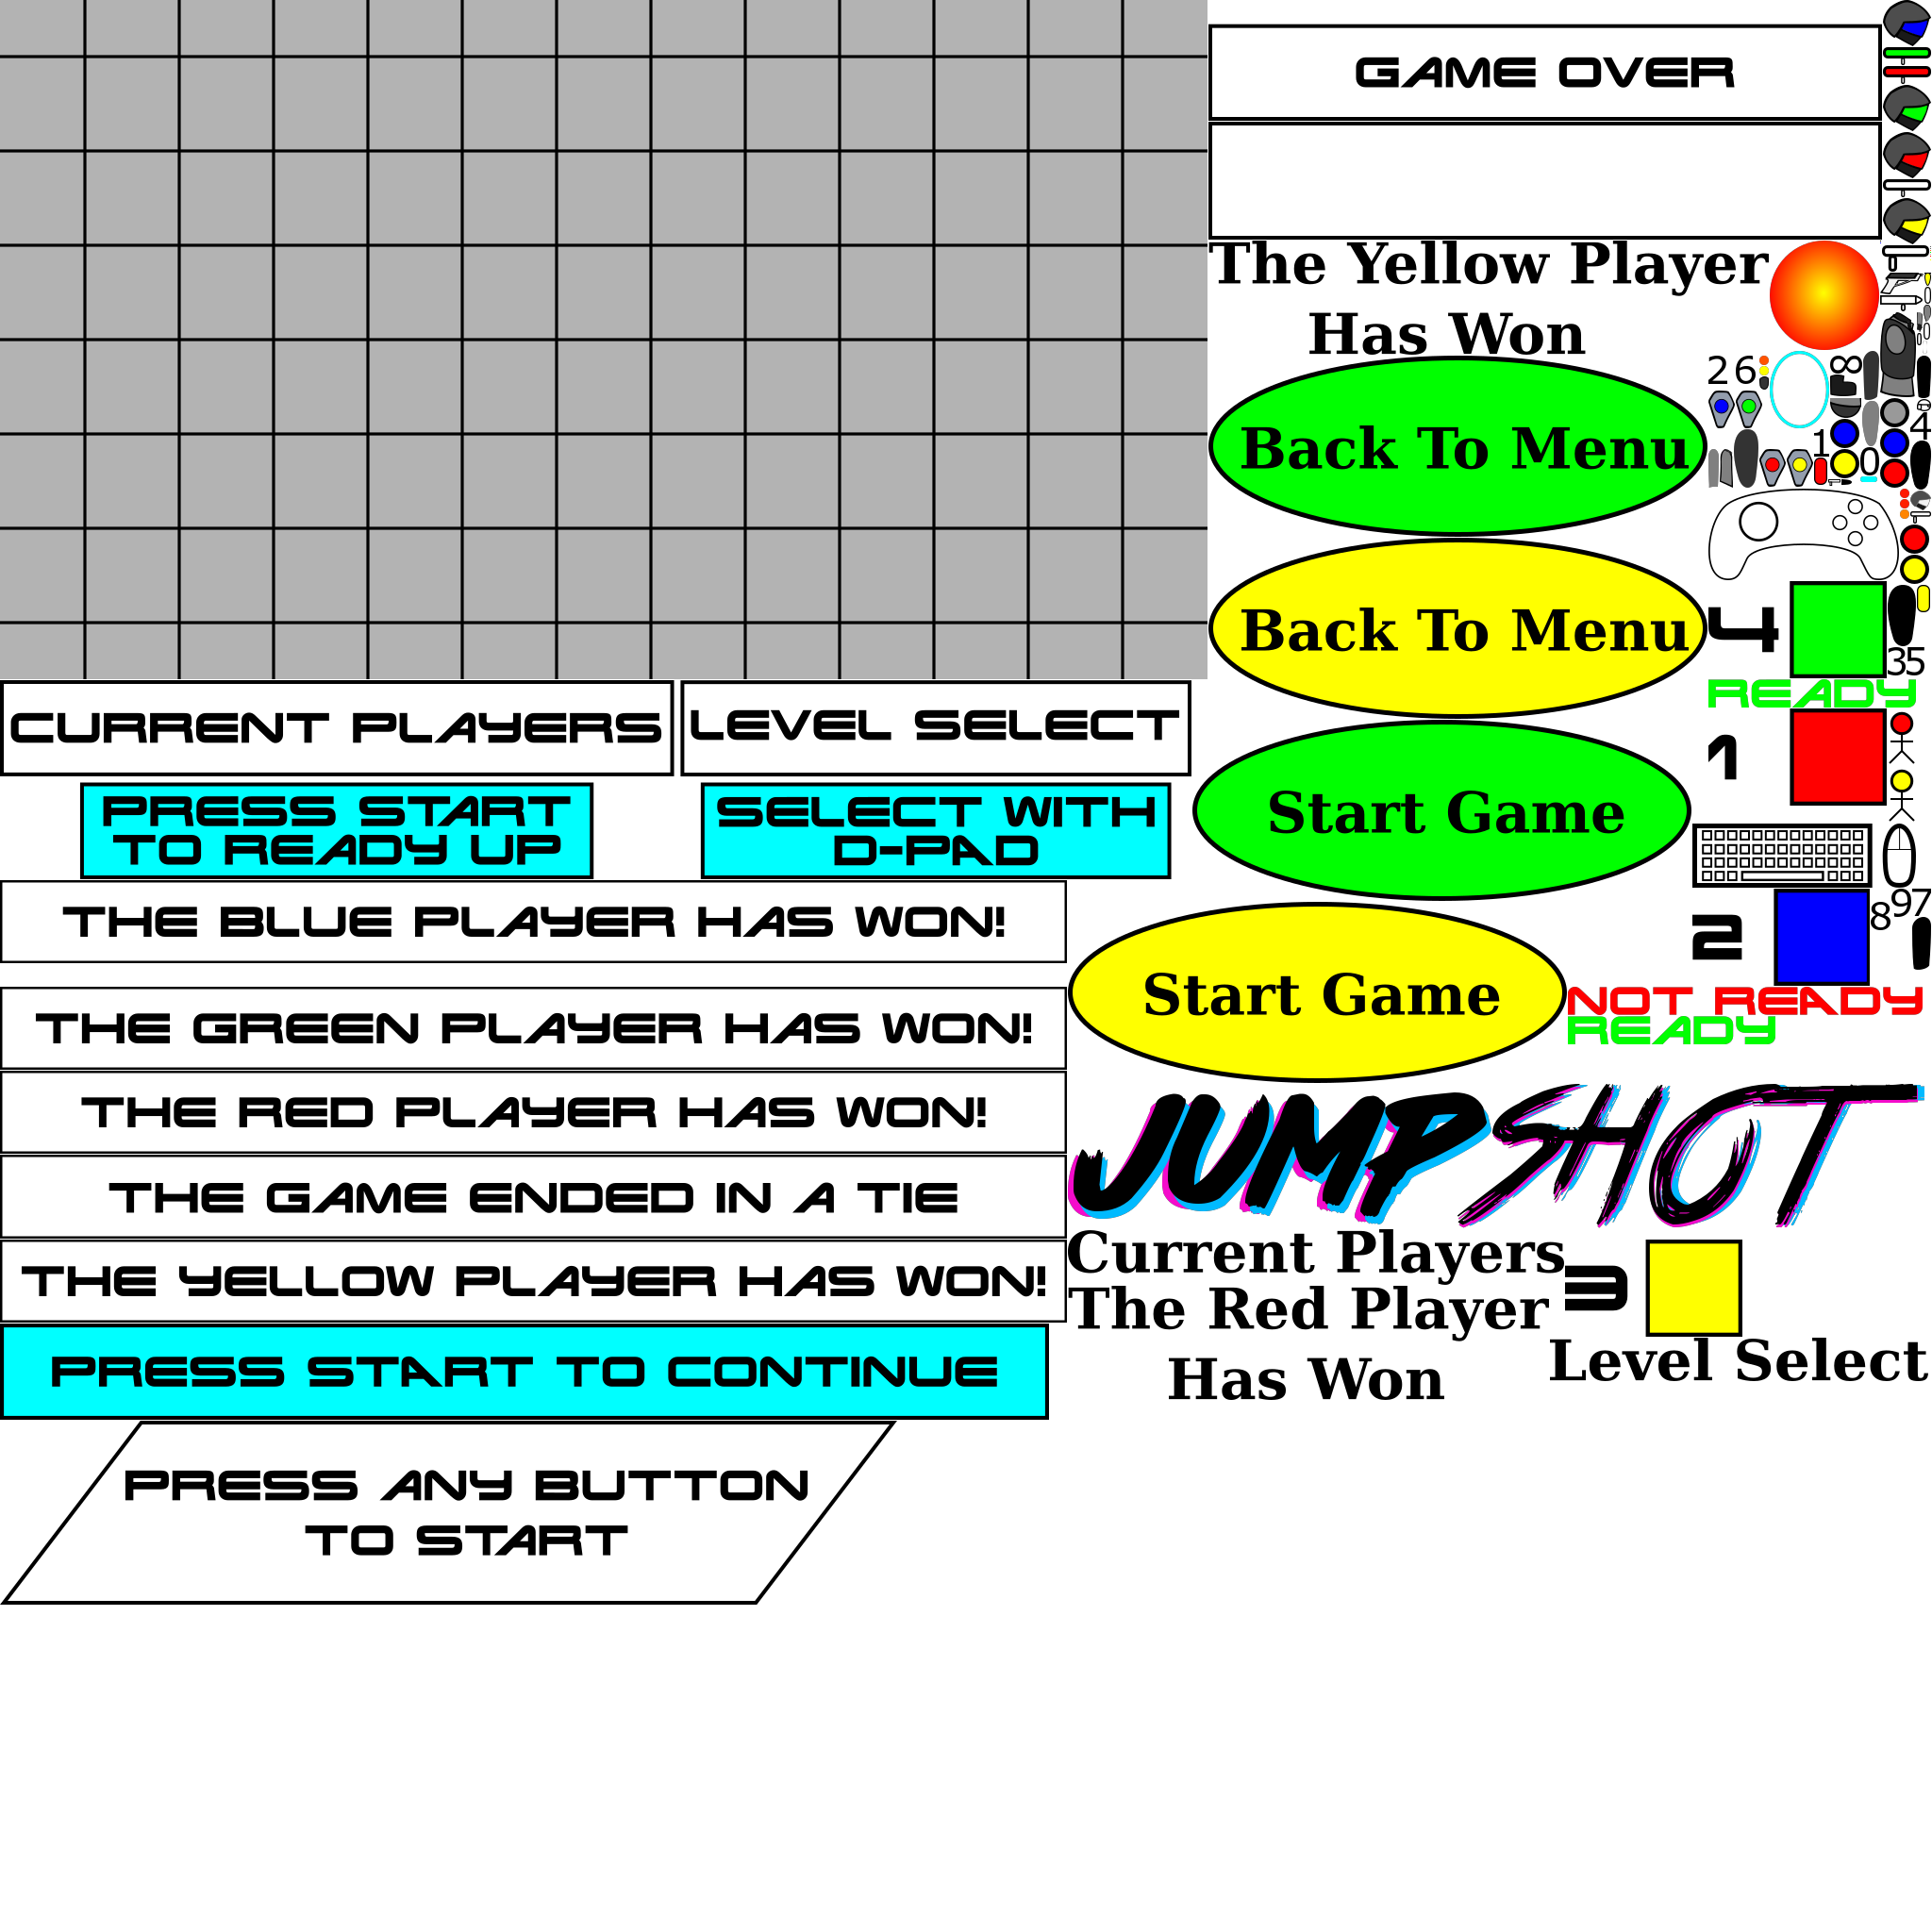 GAME OVER
The Yellow Player
Has Won
2 6 8
Back To Menu
4
1
0
Back To Menu
4
35
READY
CURRENT PLAYERS
LEVEL SELECT
1
PRESS START
TO READY UP
SELECT WITH
D-PAD
Start Game
THE BLUE PLAYER HAS WON!
2
897
Start Game
NOT READY
READY
THE GREEN PLAYER HAS WON!
THE RED PLAYER HAS WON!
JUMPSHOT
THE GAME ENDED IN A TIE
THE YELLOW PLAYER HAS WON!
Current Players
3
The Red Player
Has Won
Level Select
PRESS START TO CONTINUE
PRESS ANY BUTTON
TO START